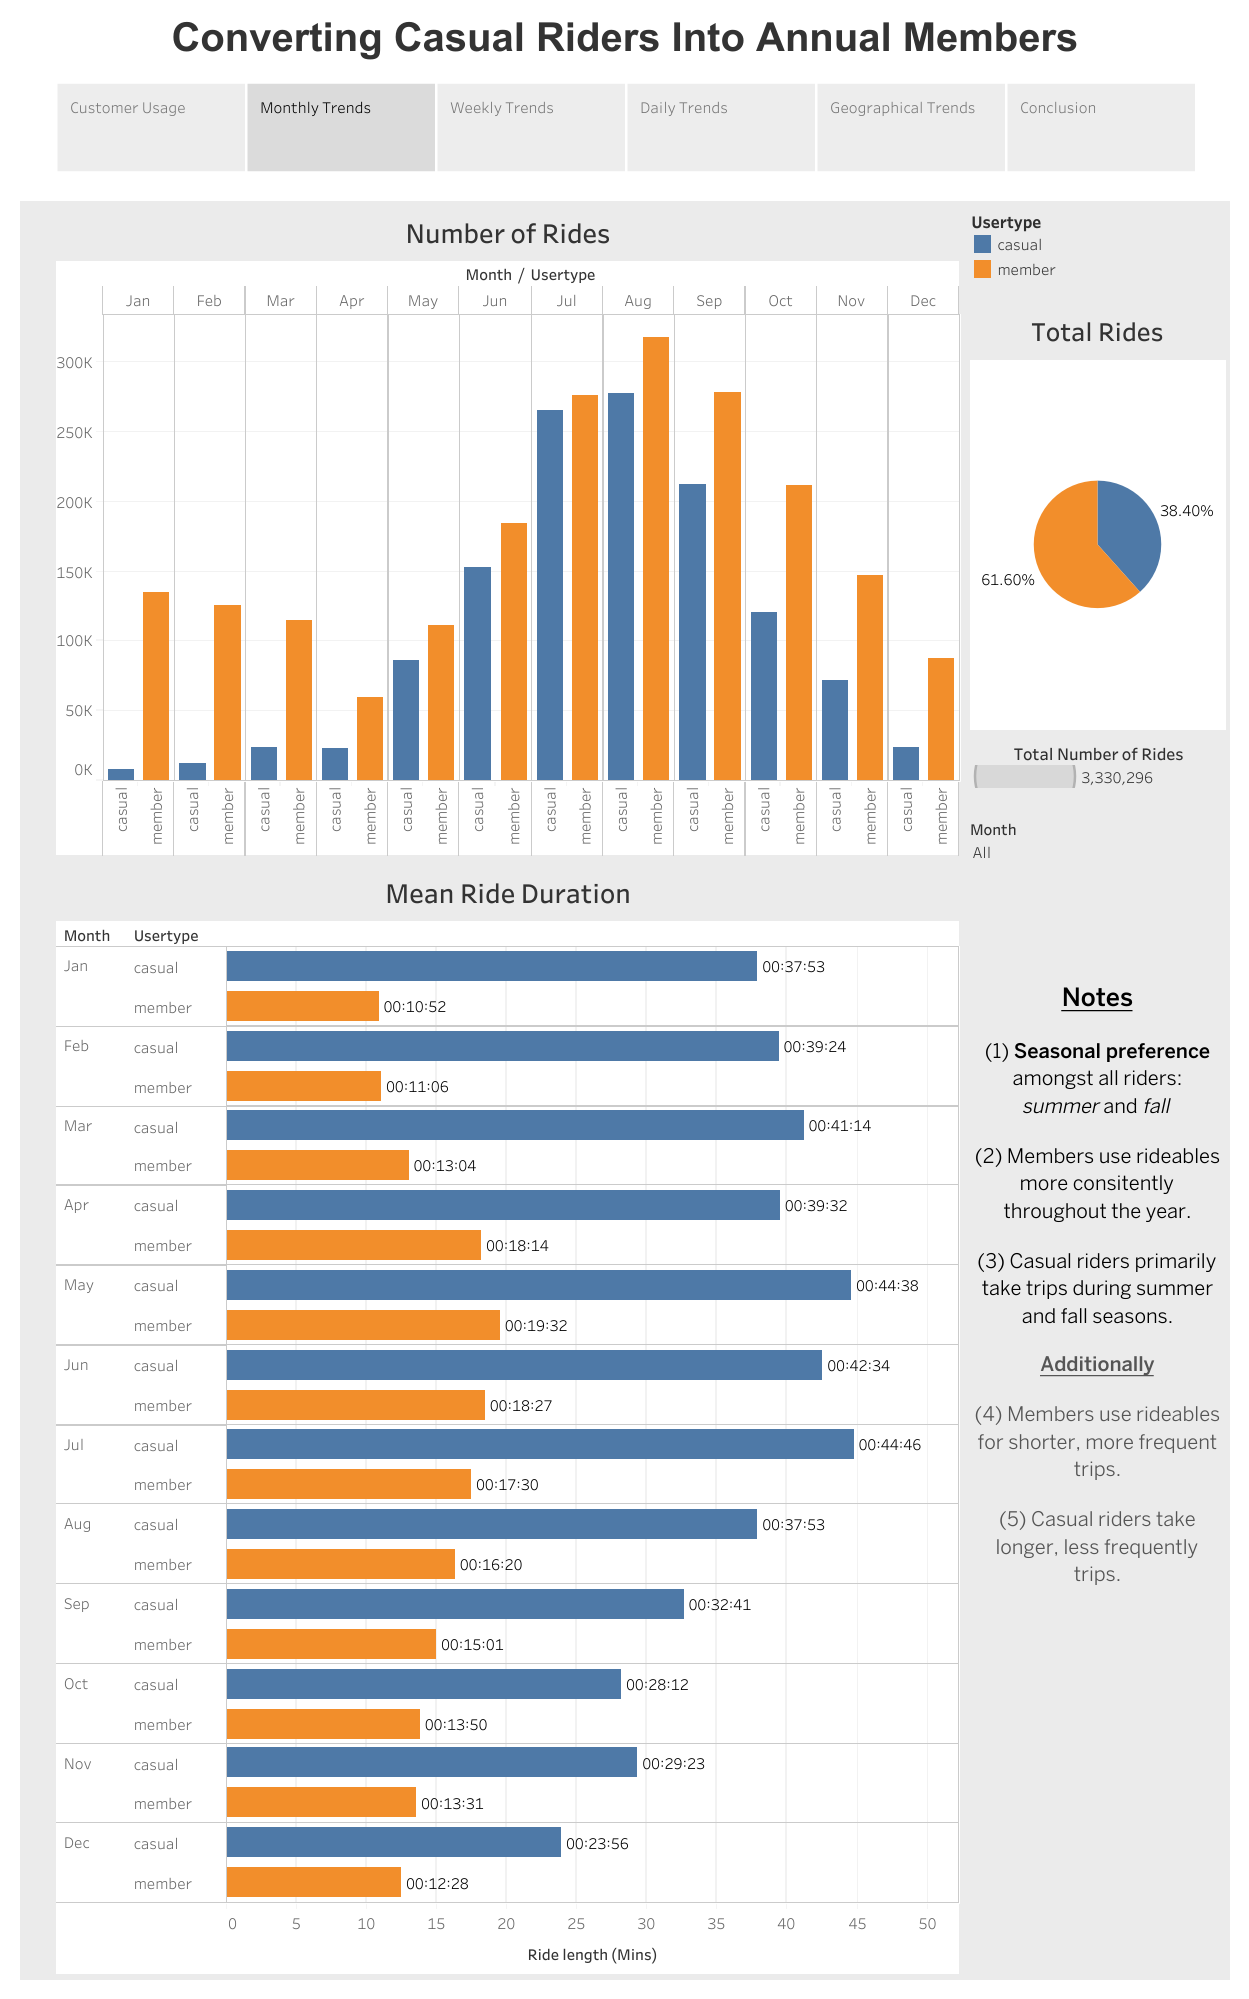 Converting Casual Riders Into Annual Members
Customer Usage
Monthly Trends
Weekly Trends
Daily Trends
Geographical Trends
Conclusion
Number of Rides
Month / Usertype
Jan Feb Mar Apr May Jun Jul Aug Sep Oct Nov Dec
300K
250K
200K
150K
100K
50K
0K
casual member casual member casual member casual member casual member casual member casual member casual member casual member casual member casual member casual member
Usertype
casual
member
Total Rides
38.40%
61.60%
Total Number of Rides
3,330,296
Month
All
Mean Ride Duration
Month Usertype
Jan casual 00:37:53
member 00:10:52
Feb casual 00:39:24
member 00:11:06
Mar casual 00:41:14
member 00:13:04
Apr casual 00:39:32
member 00:18:14
May casual 00:44:38
member 00:19:32
Jun casual 00:42:34
member 00:18:27
Jul casual 00:44:46
member 00:17:30
Aug casual 00:37:53
member 00:16:20
Sep casual 00:32:41
member 00:15:01
Oct casual 00:28:12
member 00:13:50
Nov casual 00:29:23
member 00:13:31
Dec casual 00:23:56
member 00:12:28
0 5 10 15 20 25 30 35 40 45 50
Ride length (Mins)
Notes
(1) Seasonal preference
amongst all riders:
summer and fall
(2) Members use rideables
more consitently
throughout the year.
(3) Casual riders primarily
take trips during summer
and fall seasons.
Additionally
(4) Members use rideables
for shorter, more frequent
trips.
(5) Casual riders take
longer, less frequently
trips.